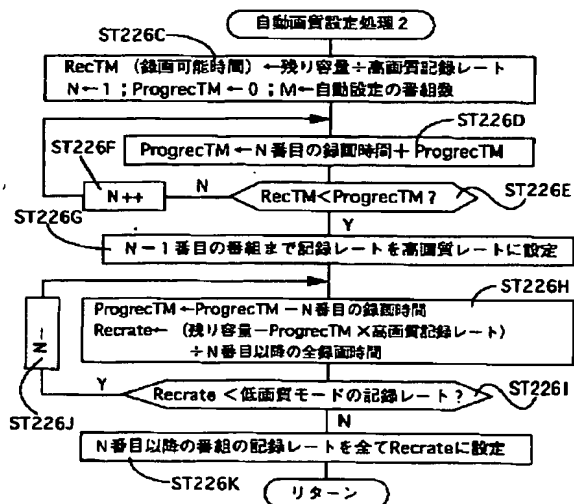 自動画質設定処理2
ST226C
RecTM (録画可能時間) ←残り容量÷高画質記録レート
N←1 ; ProgrecTM ← 0 ; M←自動設定の番組数
ST226D
ProgrecTM ←N番目の録画時間+ProgrecTM
ST226F
N++
N
RecTM<ProgrecTM?
ST226E
Y
ST226G
N−1番目の番組まで記録レートを高画質レートに設定
ST226H
ProgrecTM←ProgrecTM −N番目の録画時間
Recrate← (残り容量−ProgrecTM×高画質記録レート)
÷N番目以降の全録画時間
N--
Y
Recrate <低画質モードの記録レート?
ST226I
ST226J
N
N番目以降の番組の記録レートを全てRecrateに設定
ST226K
リターン